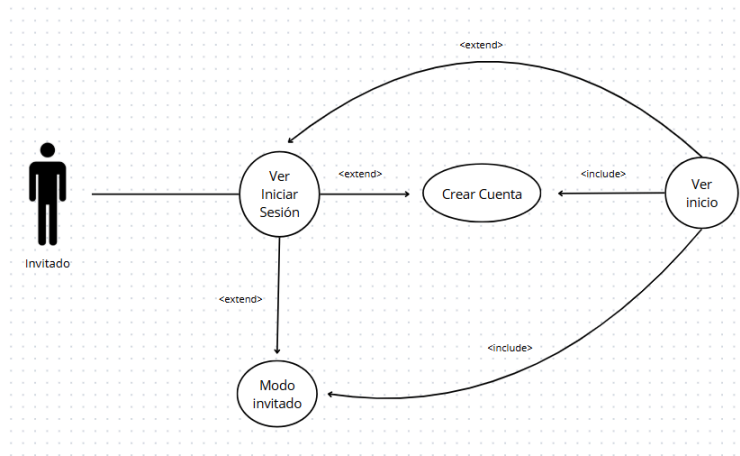 <extend>
Ver
Iniciar
Sesión
<extend>
Crear Cuenta
<include>
Ver
inicio
Invitado
<extend>
<include>
Modo
invitado